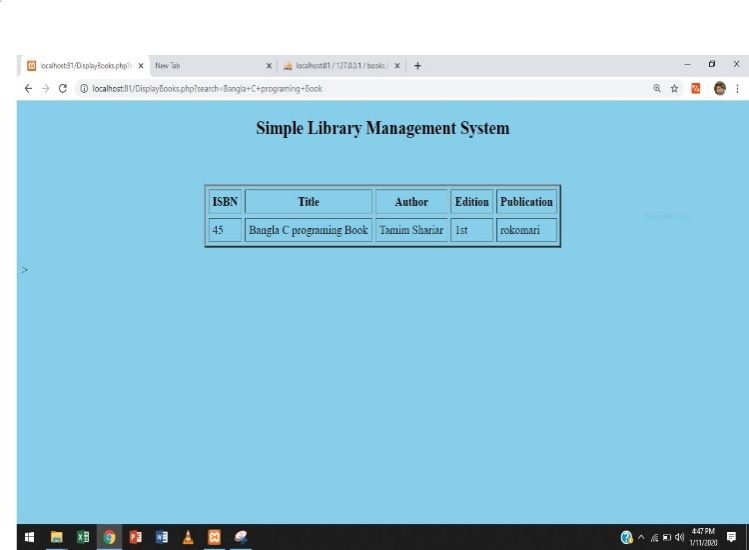 localhost:81/DisplayBooks.php?s X New Tab X localhost:81 / 127.0.0.1 / books / X +
localhost:81/DisplayBooks.php?search=Bangla+C+programing+Book
Simple Library Management System
ISBN Title Author Edition Publication
45 Bangla C programing Book Tamim Shariar 1st rokomari
>
4:47 PM
1/11/2020